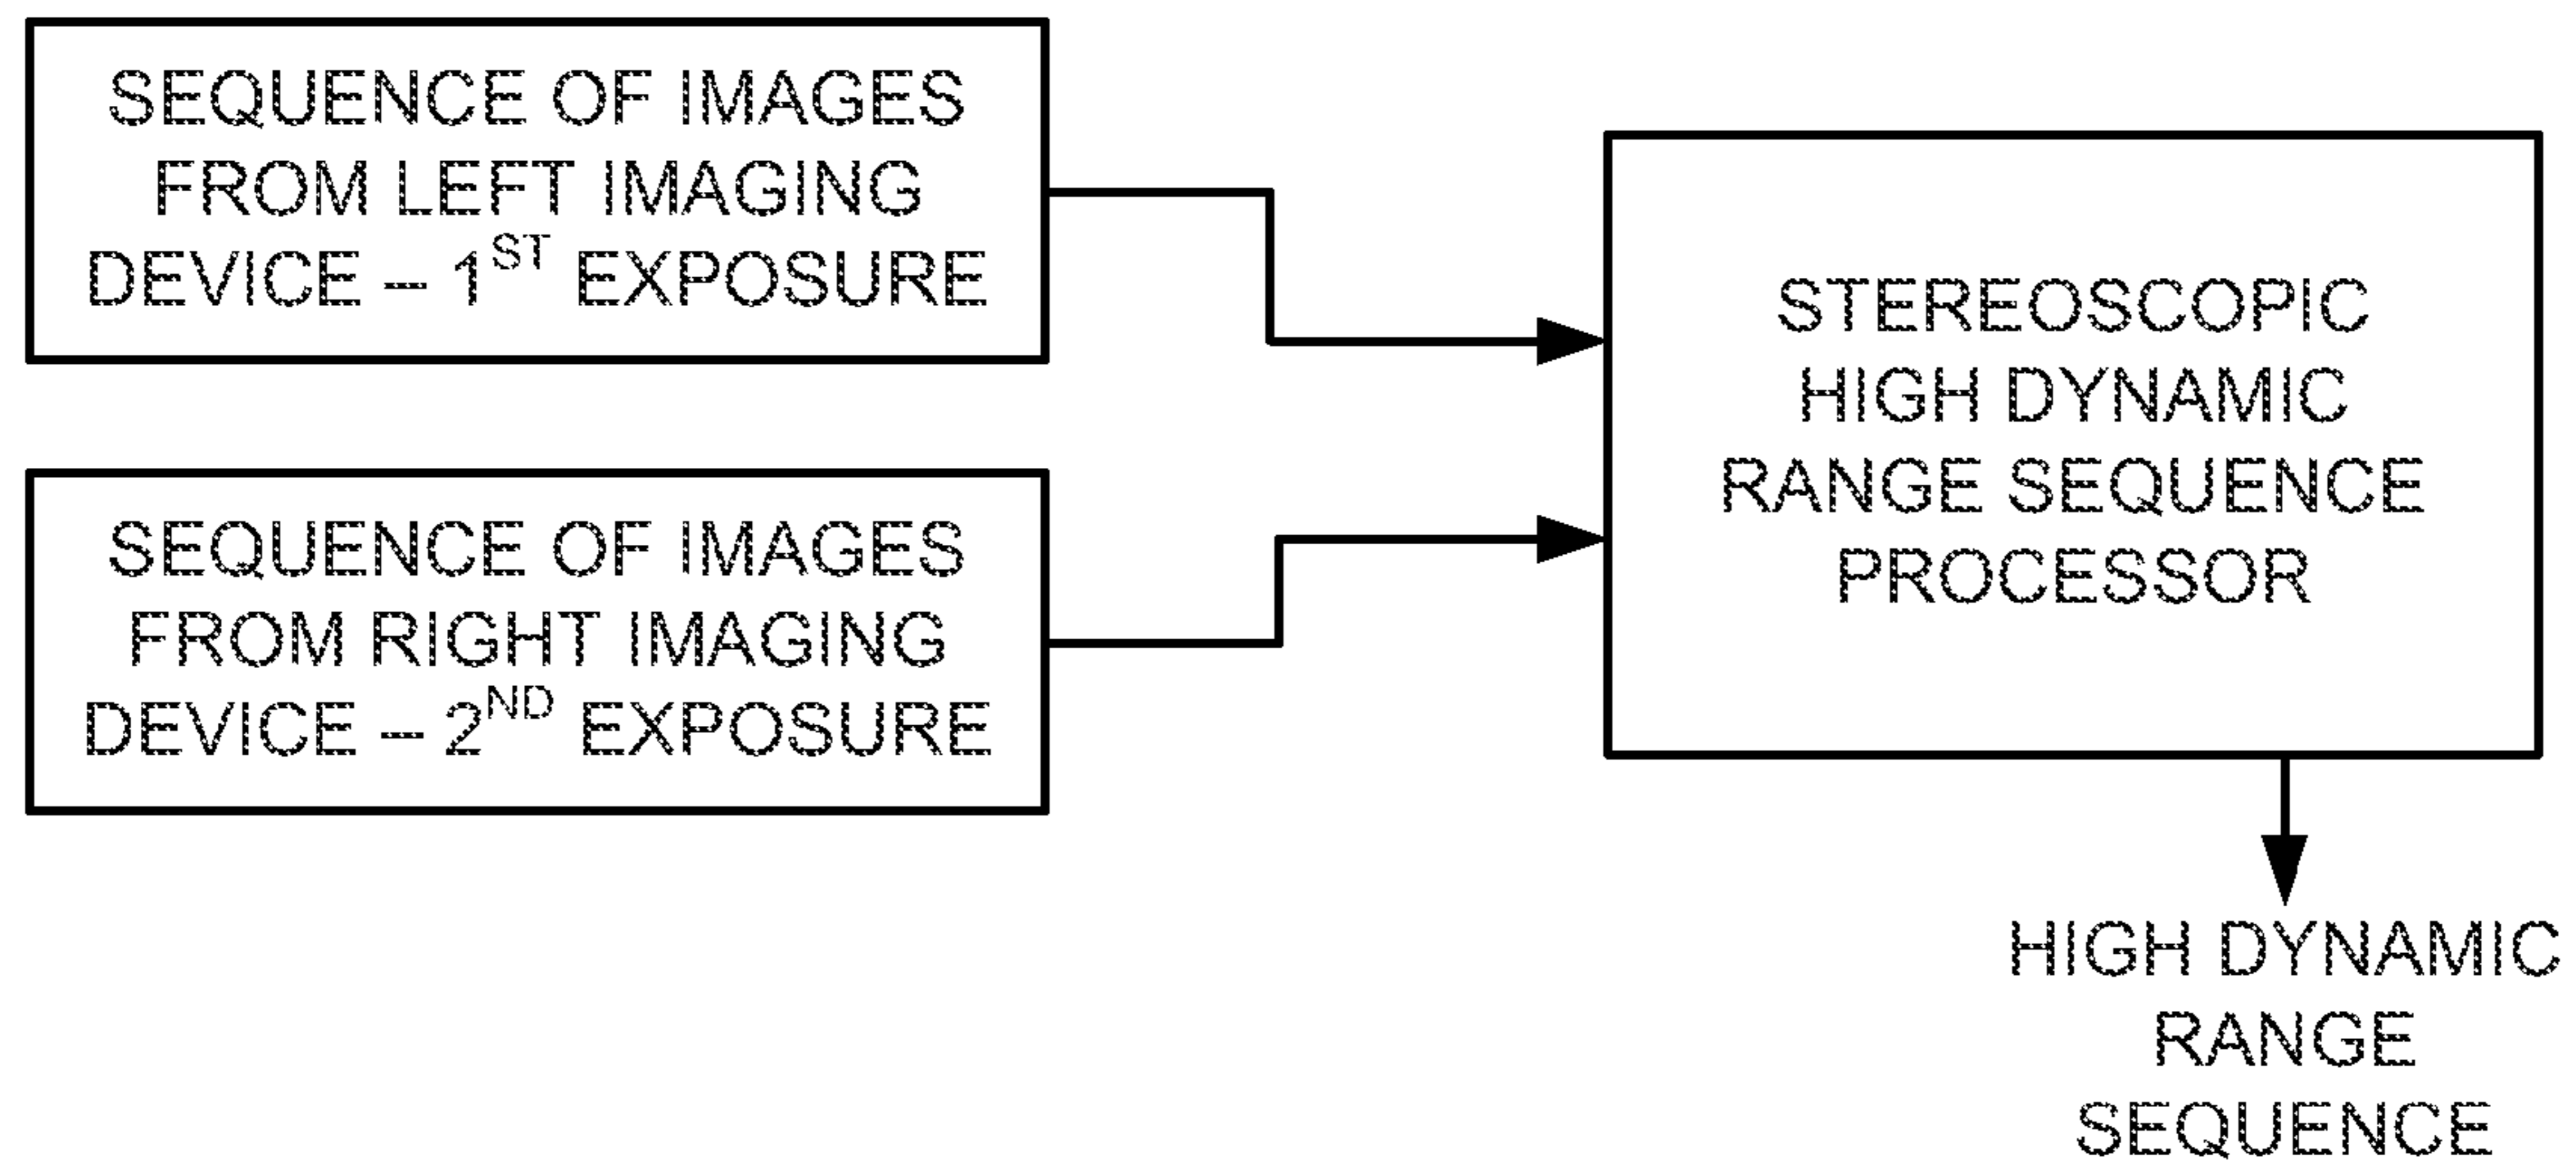 SEQUENCE OF IMAGES
FROM LEFT IMAGING
DEVICE – 1ST EXPOSURE
SEQUENCE OF IMAGES
FROM RIGHT IMAGING
DEVICE – 2ND EXPOSURE
STEREOSCOPIC
HIGH DYNAMIC
RANGE SEQUENCE
PROCESSOR
HIGH DYNAMIC
RANGE
SEQUENCE